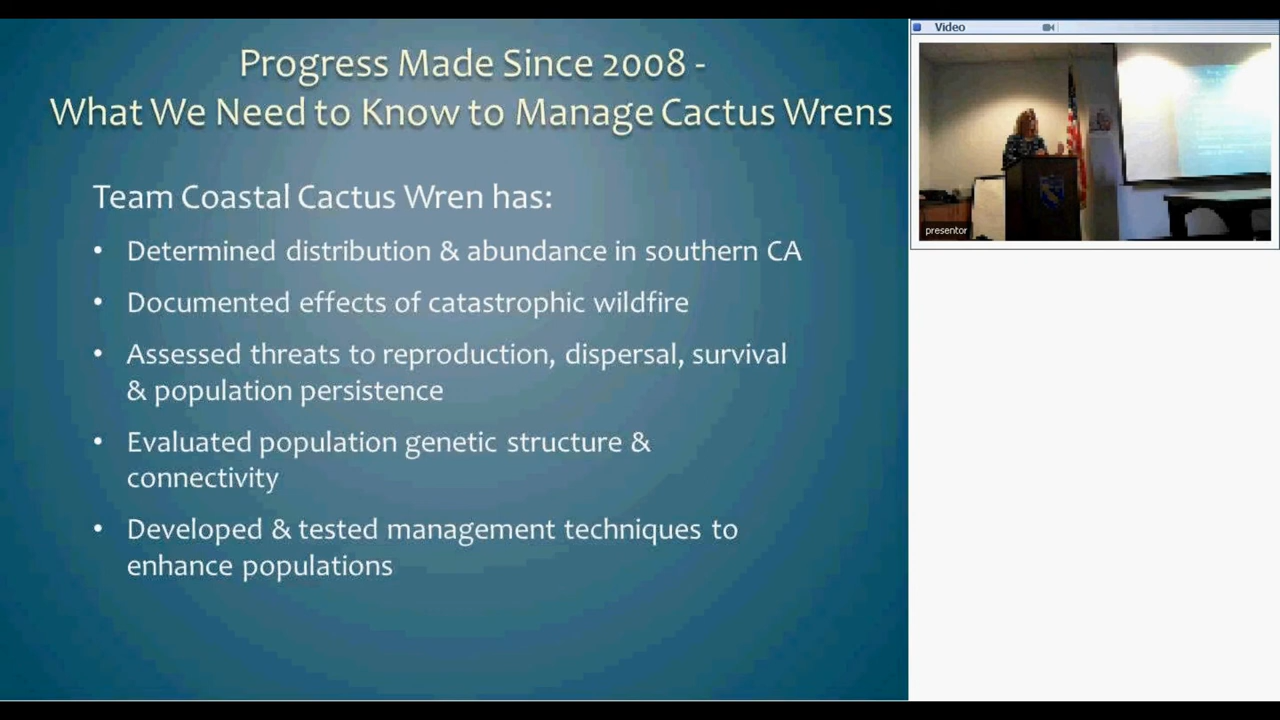 Progress Made Since 2008 -
What We Need to Know to Manage Cactus Wrens
Team Coastal Cactus Wren has:
• Determined distribution & abundance in southern CA
• Documented effects of catastrophic wildfire
• Assessed threats to reproduction, dispersal, survival
& population persistence
• Evaluated population genetic structure &
connectivity
• Developed & tested management techniques to
enhance populations
Video
presentor